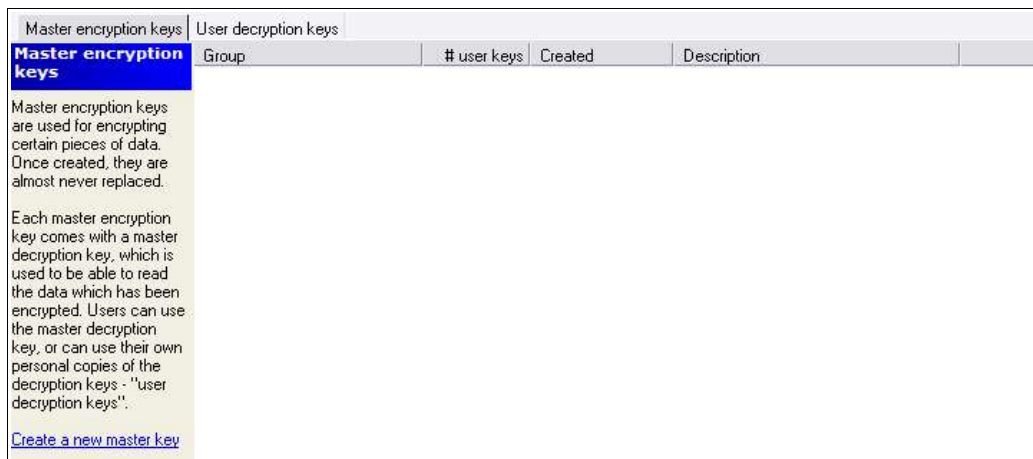 Master encryption keys User decryption keys
Master encryption keys
Group # user keys Created Description
Master encryption keys
are used for encrypting
certain pieces of data.
Once created, they are
almost never replaced.
Each master encryption
key comes with a master
decryption key, which is
used to be able to read
the data which has been
encrypted. Users can use
the master decryption
key, or can use their own
personal copies of the
decryption keys - "user
decryption keys".
Create a new master key